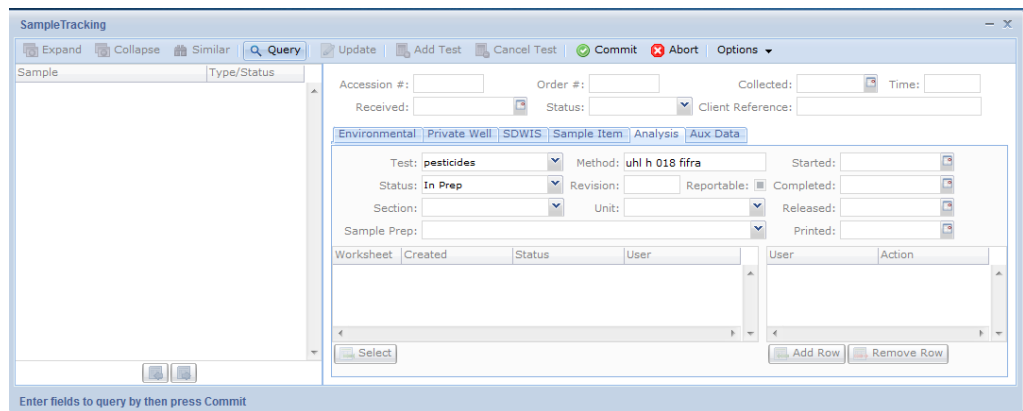 SampleTracking
Expand Collapse Similar Query Update Add Test Cancel Test Commit Abort Options
Sample Type/Status
Accession #: Order #: Collected: Time:
Received: Status: Client Reference:
Environmental Private Well SDWIS Sample Item Analysis Aux Data
Test: pesticides Method: uhl h 018 fifra Started:
Status: In Prep Revision: Reportable: Completed:
Section: Unit: Released:
Sample Prep: Printed:
Worksheet Created Status User User Action
Select Add Row Remove Row
Enter fields to query by then press Commit